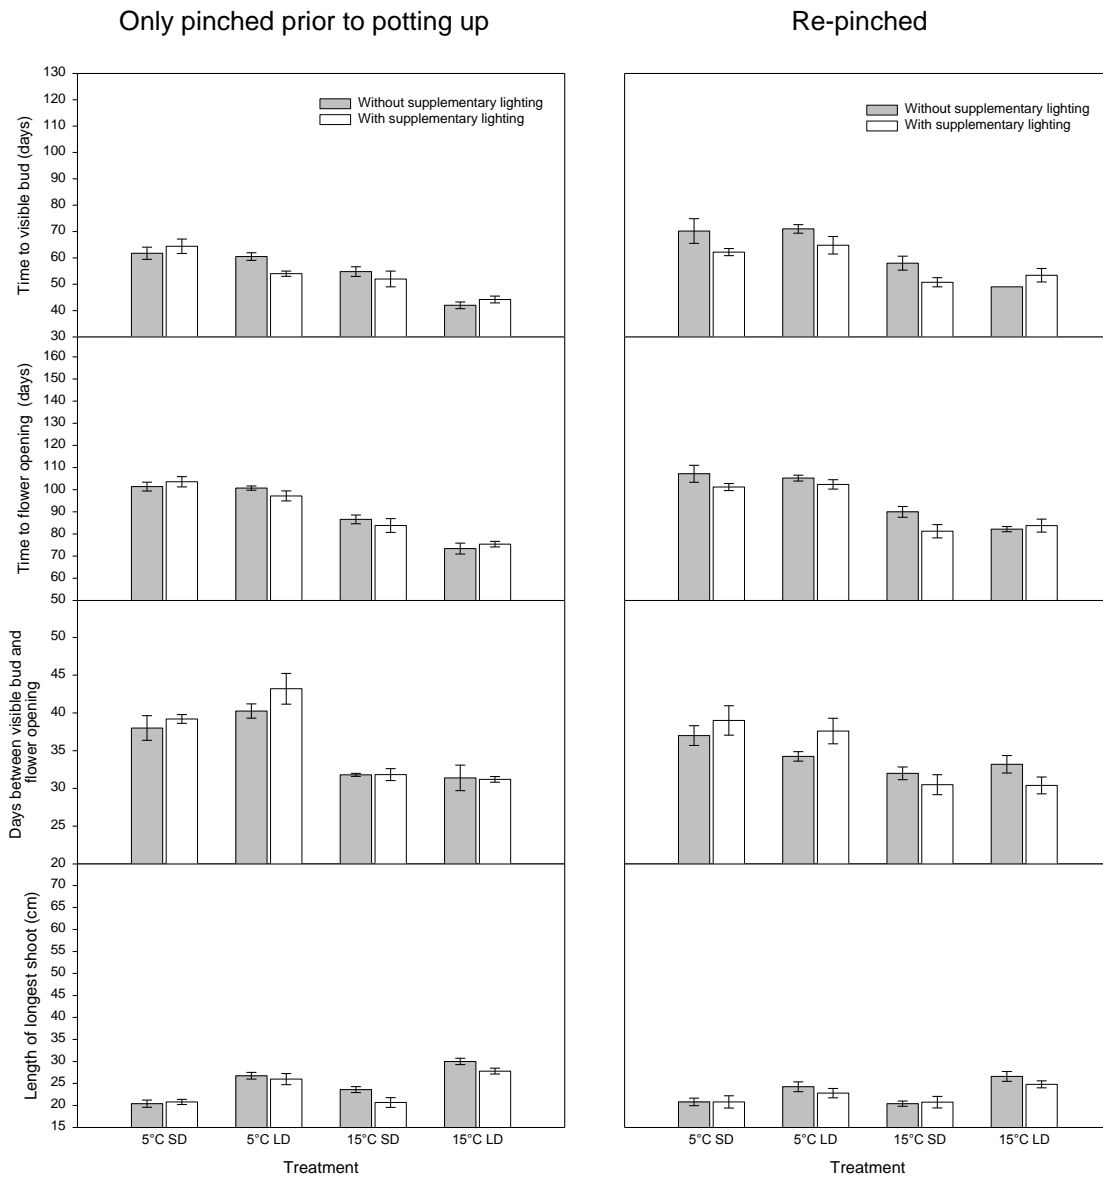 Only pinched prior to potting up
Re-pinched
Time to visible bud (days)
130
120
110
100
90
80
70
60
50
40
30
Without supplementary lighting
With supplementary lighting
Without supplementary lighting
With supplementary lighting
Time to flower opening (days)
160
150
140
130
120
110
100
90
80
70
60
50
Days between visible bud and
flower opening
50
45
40
35
30
25
20
Length of longest shoot (cm)
70
65
60
55
50
45
40
35
30
25
20
15
5°C SD
5°C LD
15°C SD
15°C LD
Treatment
5°C SD
5°C LD
15°C SD
15°C LD
Treatment